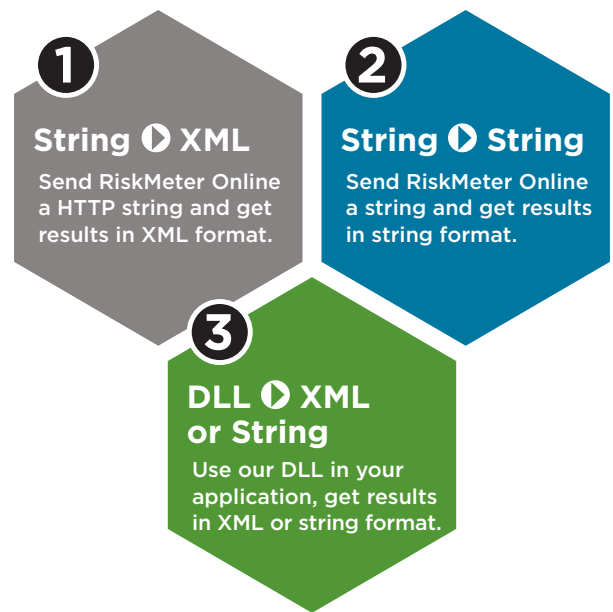 1
String XML
Send RiskMeter Online
a HTTP string and get
results in XML format.
2
String String
Send RiskMeter Online
a string and get results
in string format.
3
DLL XML
or String
Use our DLL in your
application, get results
in XML or string format.